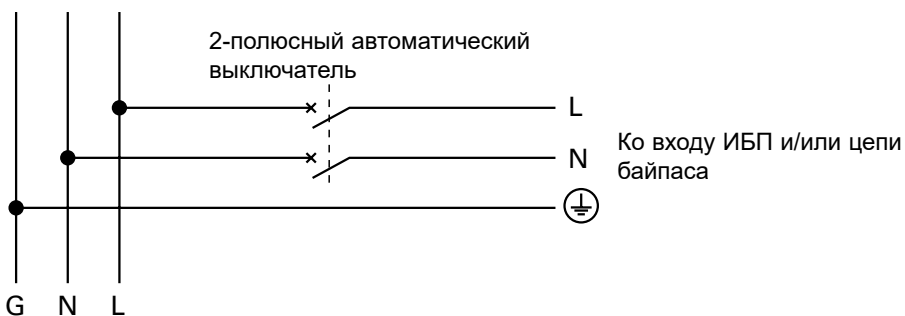 2-полюсный автоматический
выключатель
L
N
Ко входу ИБП и/или цепи
байпаса
G N L